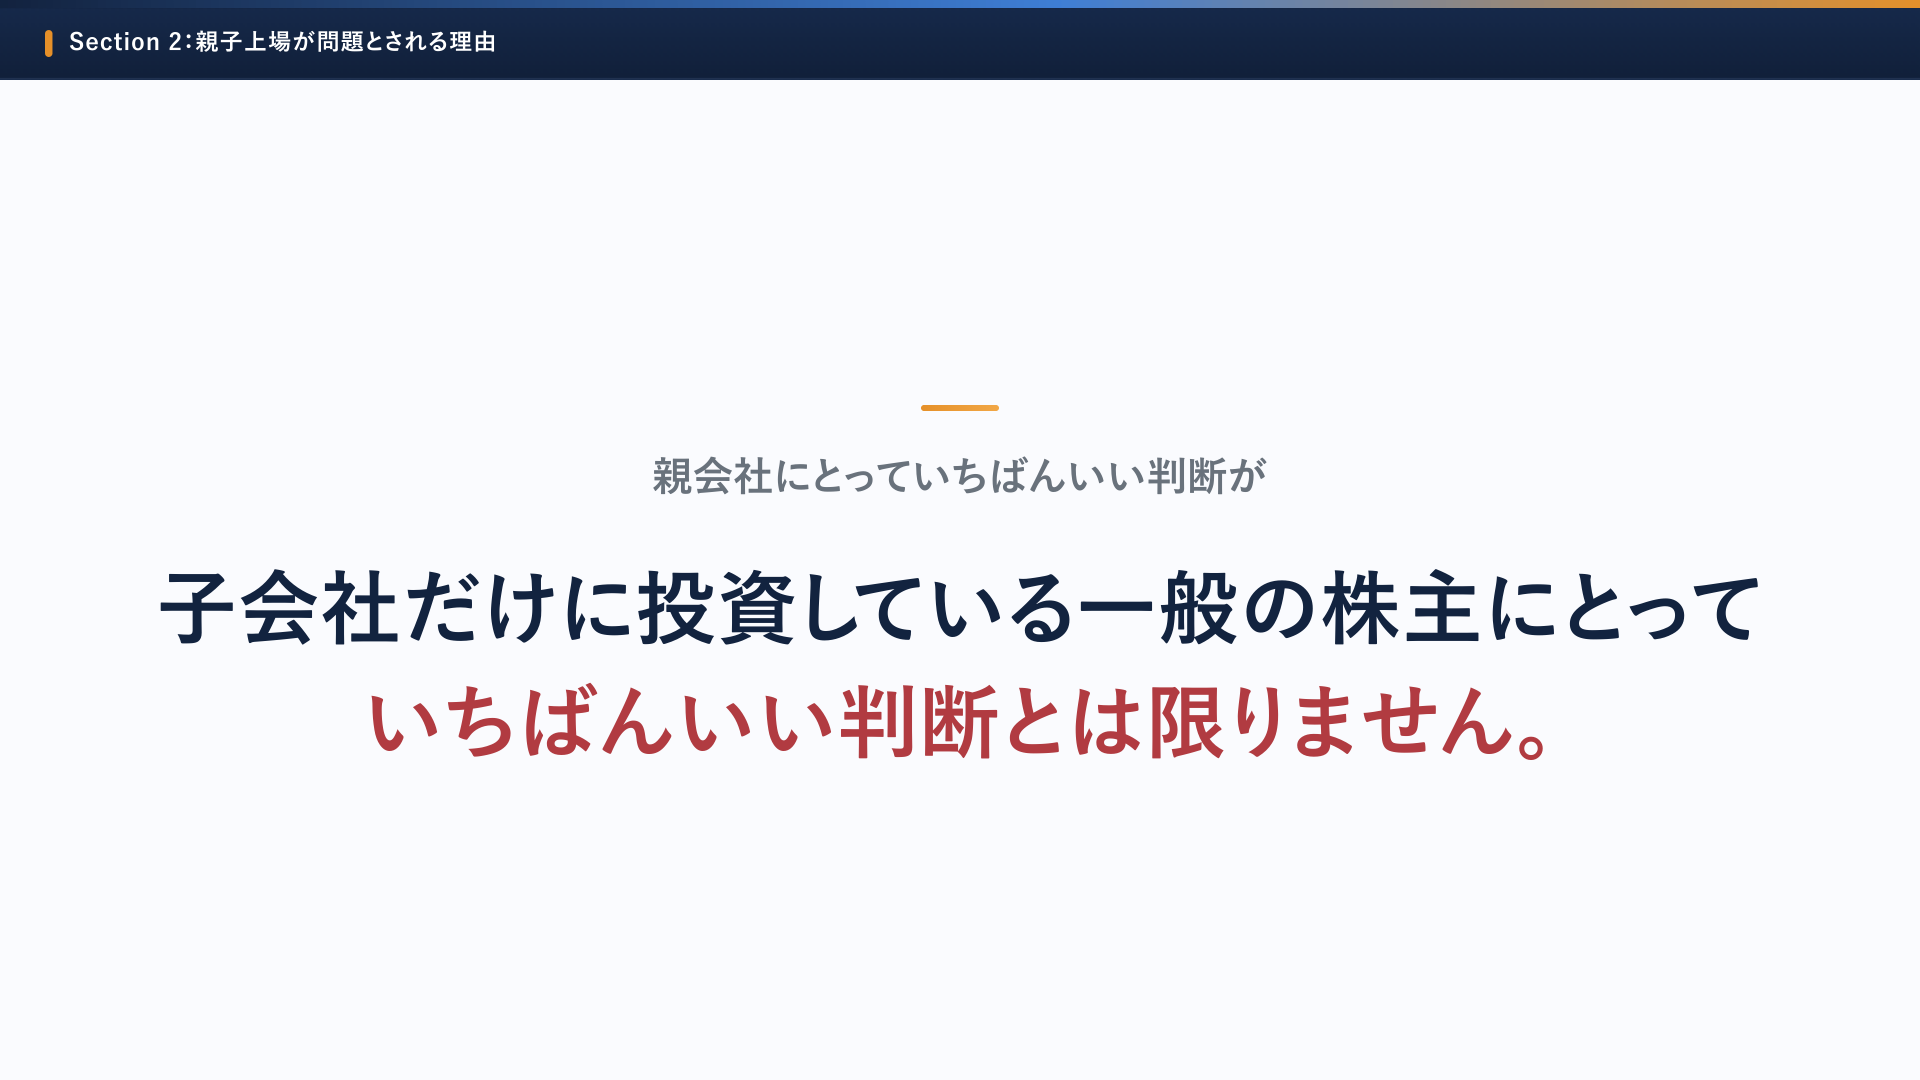 Section 2：親子上場が問題とされる理由
親会社にとっていちばんいい判断が
子会社だけに投資している一般の株主にとって
いちばんいい判断とは限りません。